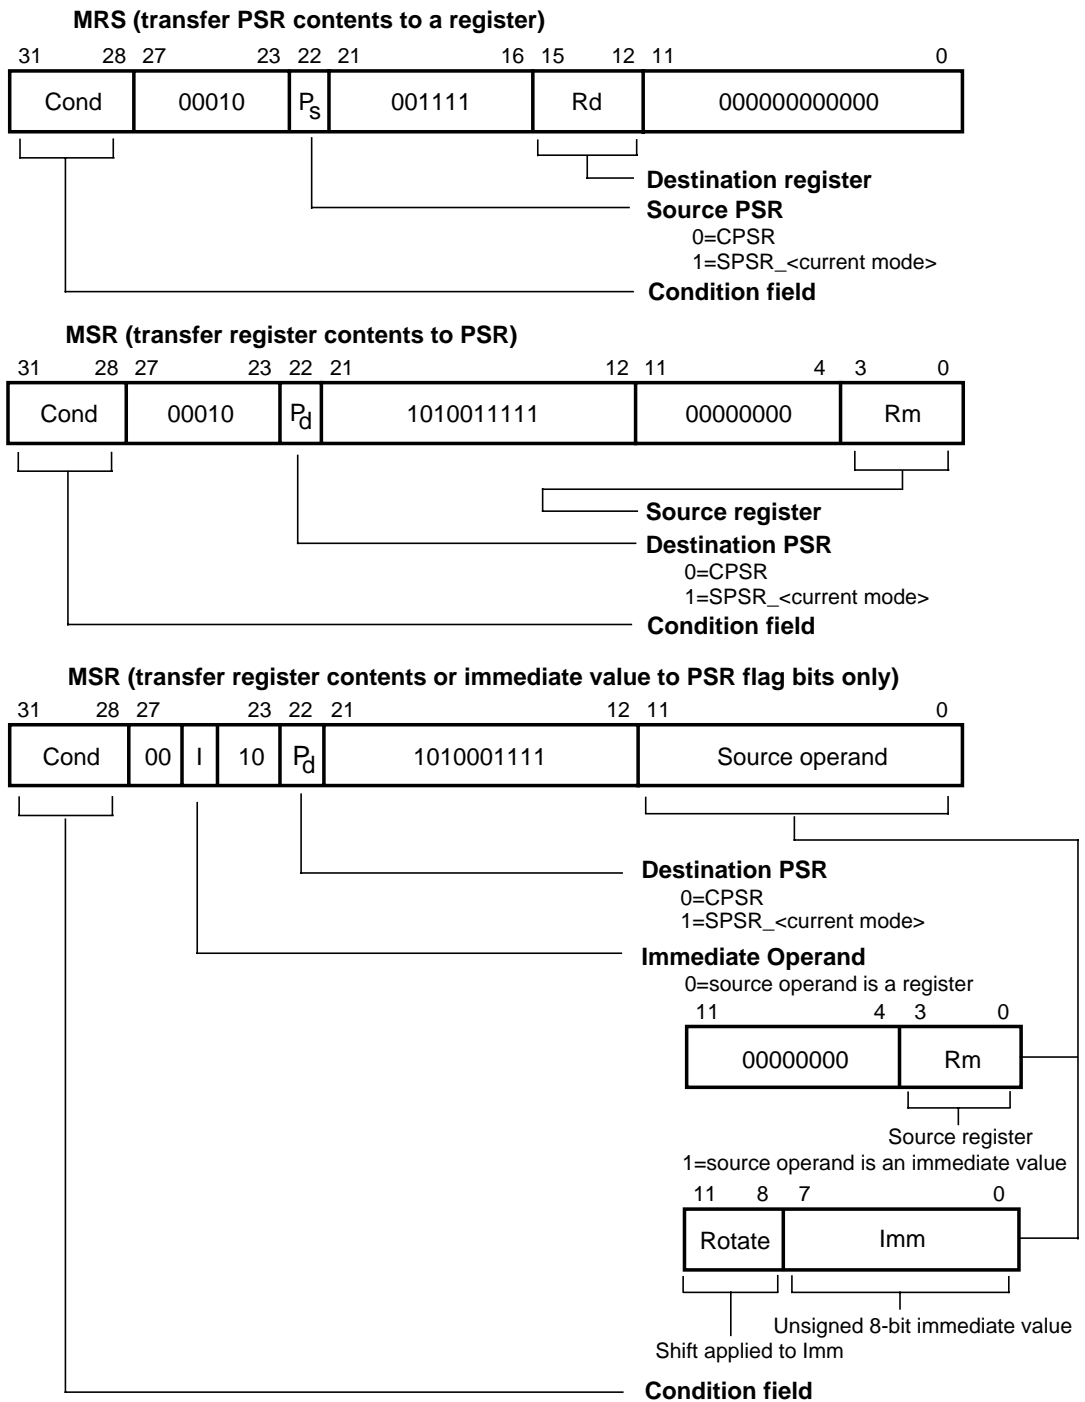 MRS (transfer PSR contents to a register)
31 28 27 23 22 21 16 15 12 11 0
Cond 00010 Ps 001111 Rd 000000000000
Destination register
Source PSR
0=CPSR
1=SPSR_<current mode>
Condition field
MSR (transfer register contents to PSR)
31 28 27 23 22 21 12 11 4 3 0
Cond 00010 Pd 1010011111 00000000 Rm
Source register
Destination PSR
0=CPSR
1=SPSR_<current mode>
Condition field
MSR (transfer register contents or immediate value to PSR flag bits only)
31 28 27 23 22 21 12 11 0
Cond 00 I 10 Pd 1010001111 Source operand
Destination PSR
0=CPSR
1=SPSR_<current mode>
Immediate Operand
0=source operand is a register
11 4 3 0
00000000 Rm
Source register
1=source operand is an immediate value
11 8 7 0
Rotate Imm
Unsigned 8-bit immediate value
Shift applied to Imm
Condition field